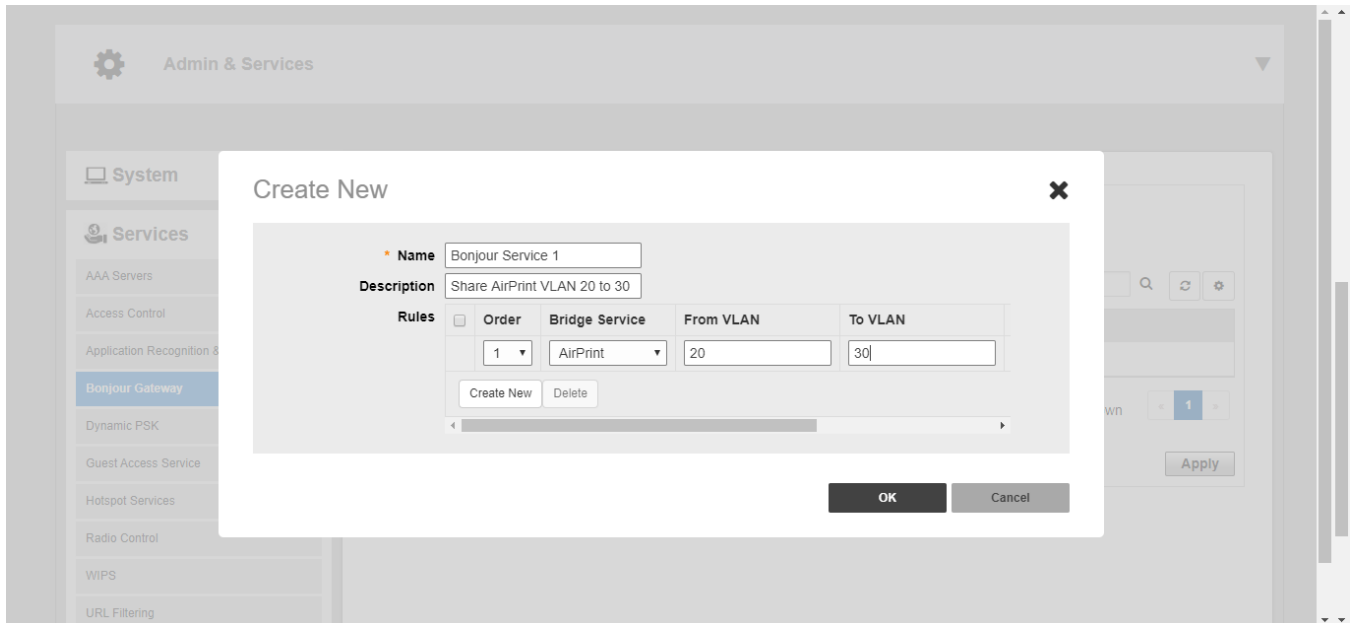 Admin & Services
System
Services
AAA Servers
Access Control
Application Recognition &
Bonjour Gateway
Dynamic PSK
Guest Access Service
Hotspot Services
Radio Control
WIPS
URL Filtering
Create New
* Name Bonjour Service 1
Description Share AirPrint VLAN 20 to 30
Rules Order Bridge Service From VLAN To VLAN
1 AirPrint 20 30
Create New Delete
OK Cancel
wn « 1 »
Apply